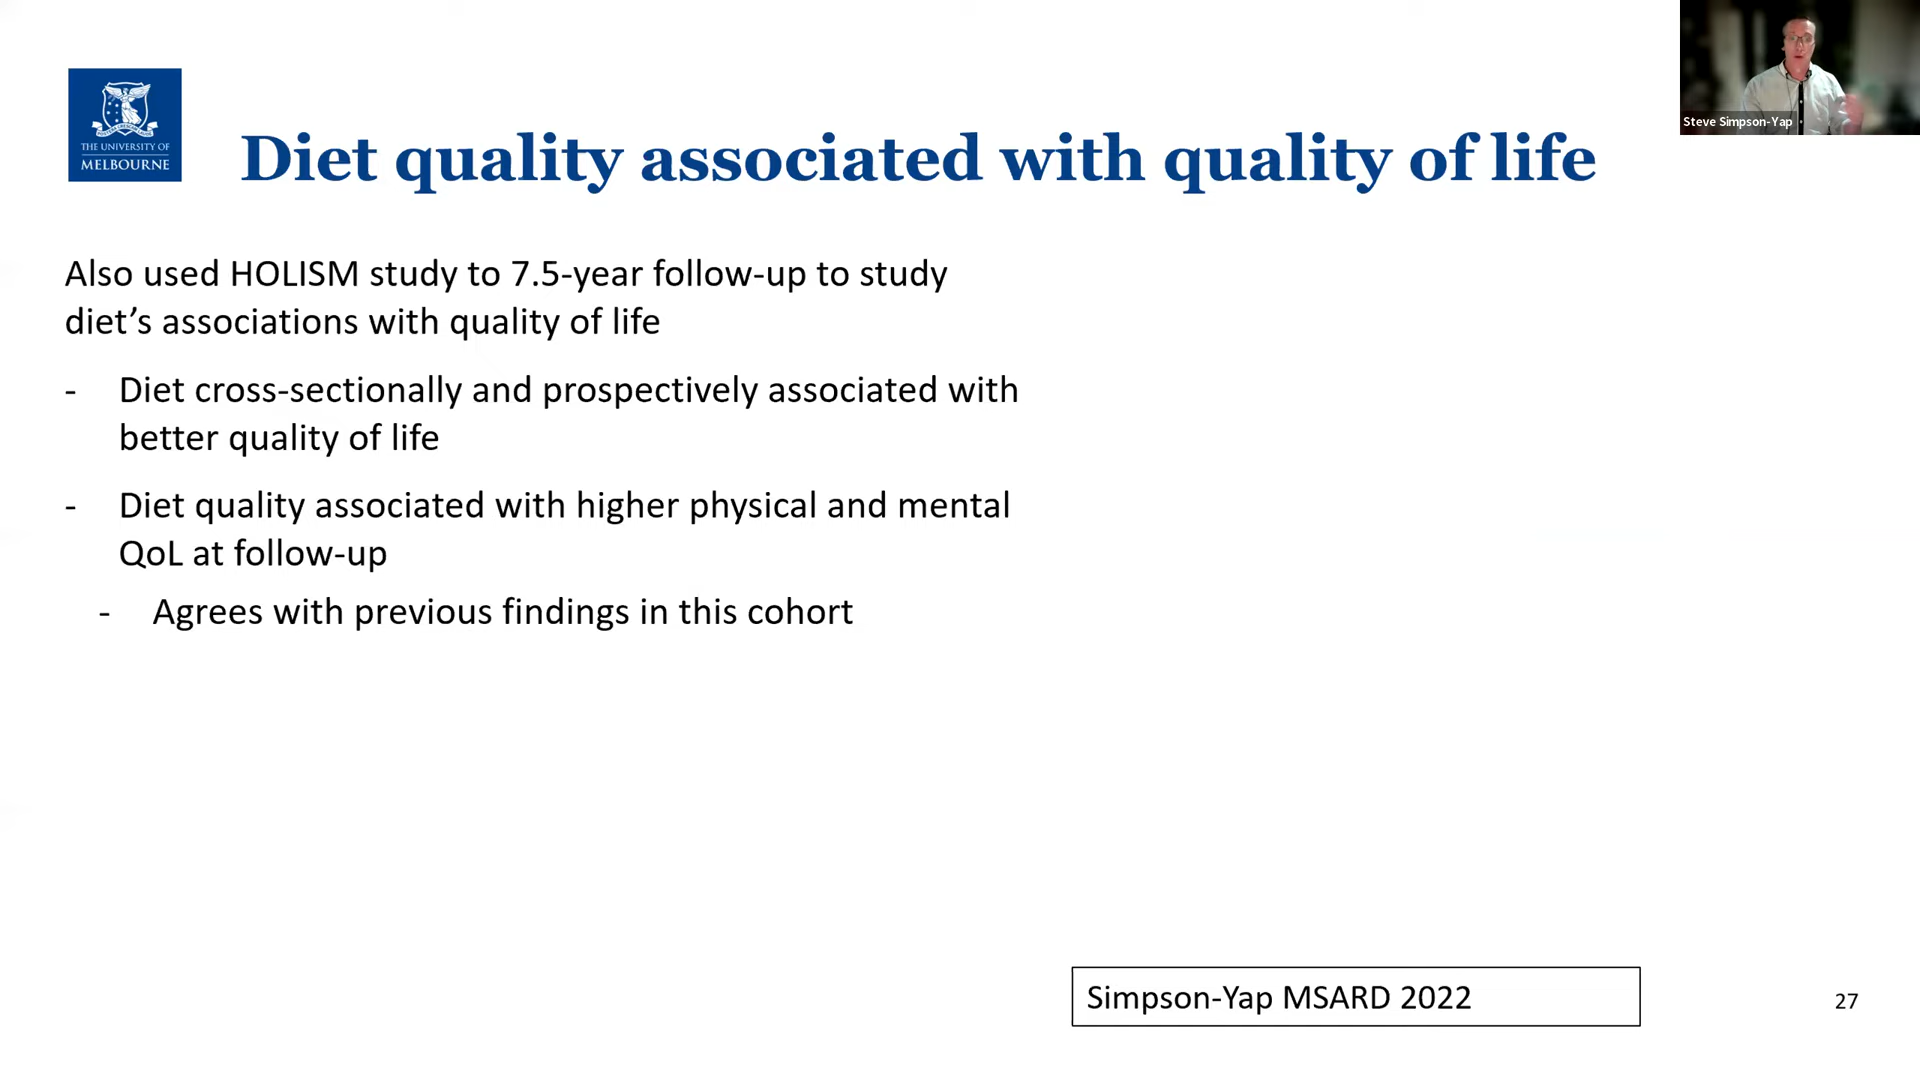 Steve Simpson-Yap
THE UNIVERSITY OF
MELBOURNE
Diet quality associated with quality of life
Also used HOLISM study to 7.5-year follow-up to study
diet’s associations with quality of life
- Diet cross-sectionally and prospectively associated with
better quality of life
- Diet quality associated with higher physical and mental
QoL at follow-up
- Agrees with previous findings in this cohort
Simpson-Yap MSARD 2022
27